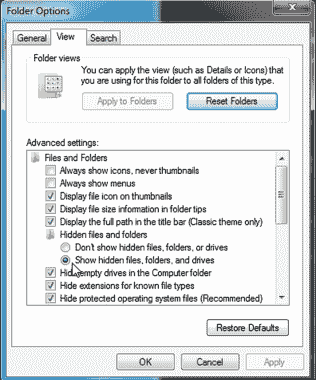 Folder Options
General
View
Search
Folder views
You can apply the view (such as Details or Icons) that
you are using for this folder to all folders of this type.
Apply to Folders
Reset Folders
Advanced settings:
Files and Folders
Always show icons, never thumbnails
Always show menus
Display file icon on thumbnails
Display file size information in folder tips
Display the full path in the title bar (Classic theme only)
Hidden files and folders
Don't show hidden files, folders, or drives
Show hidden files, folders, and drives
Hide empty drives in the Computer folder
Hide extensions for known file types
Hide protected operating system files (Recommended)
Restore Defaults
OK
Cancel
Apply